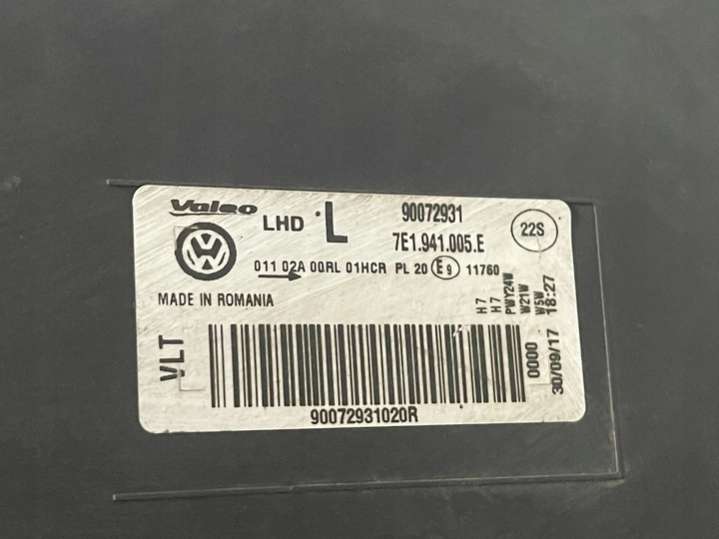 Valeo
LHD L
90072931
7E1.941.005.E
22S
011 02A 00RL 01HCR PL 20 E9 11760
MADE IN ROMANIA
H7
H7
PWY24W
W21W
W5W
VLT
0000
30/09/17 18:27
90072931020R